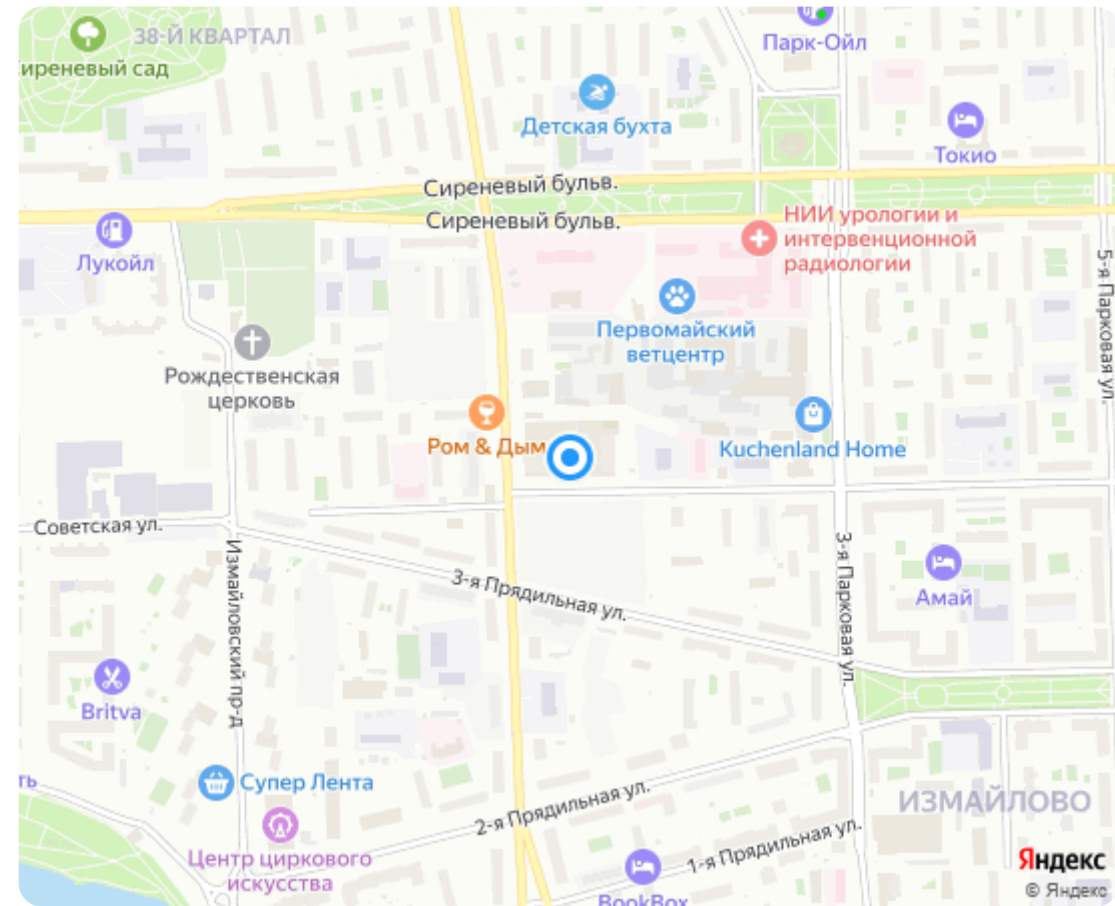 38-Й КВАРТАЛ
Парк-Ойл
иреневый сад
Детская бухта
Токио
Сиреневый бульв.
Сиреневый бульв.
НИИ урологии и
интервенционной
радиологии
Лукойл
5-я Парковая ул.
Первомайский
ветцентр
Рождественская
церковь
Ром & Дым
Kuchenland Home
Советская ул.
3-я Прядильная ул.
3-я Парковая ул.
Измайловский пр-д
Амай
Britva
ть
Супер Лента
2-я Прядильная ул.
ИЗМАЙЛОВО
1-я Прядильная ул.
Центр циркового
искусства
BookBox
Яндекс
© Яндекс